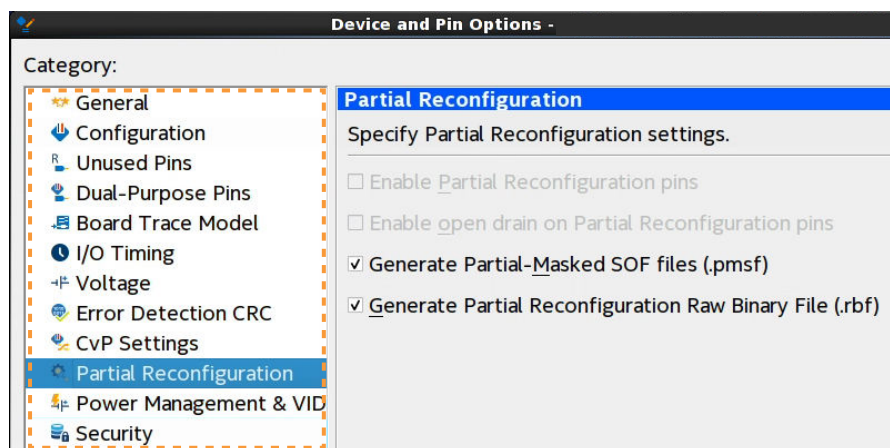 Device and Pin Options -
Category:
General
Configuration
Unused Pins
Dual-Purpose Pins
Board Trace Model
I/O Timing
Voltage
Error Detection CRC
CvP Settings
Partial Reconfiguration
Power Management & VID
Security
Partial Reconfiguration
Specify Partial Reconfiguration settings.
Enable Partial Reconfiguration pins
Enable open drain on Partial Reconfiguration pins
Generate Partial-Masked SOF files (.pmsf)
Generate Partial Reconfiguration Raw Binary File (.rbf)